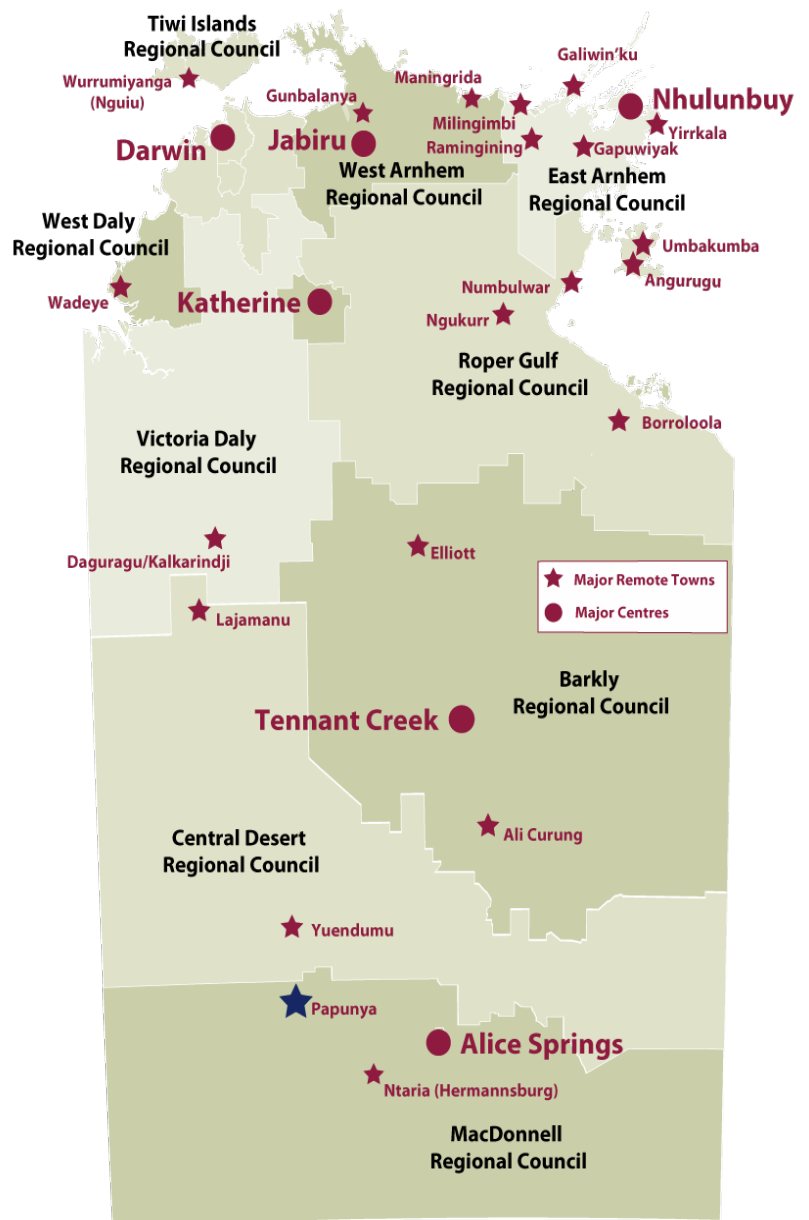 Tiwi Islands
Regional Council
Wurrumiyanga
(Nguiu)
Gunbalanya
Maningrida
Galiwin'ku
Nhulunbuy
Milingimbi
Yirrkala
Darwin
Jabiru
Ramingining
Gapuwiyak
West Arnhem
Regional Council
East Arnhem
Regional Council
West Daly
Regional Council
Umbakumba
Angurugu
Wadeye
Katherine
Numbulwar
Ngukurr
Roper Gulf
Regional Council
Borroloola
Victoria Daly
Regional Council
Daguragu/Kalkarindji
Elliott
Major Remote Towns
Major Centres
Lajamanu
Barkly
Regional Council
Tennant Creek
Central Desert
Regional Council
Ali Curung
Yuendumu
Papunya
Alice Springs
Ntaria (Hermannsburg)
MacDonnell
Regional Council